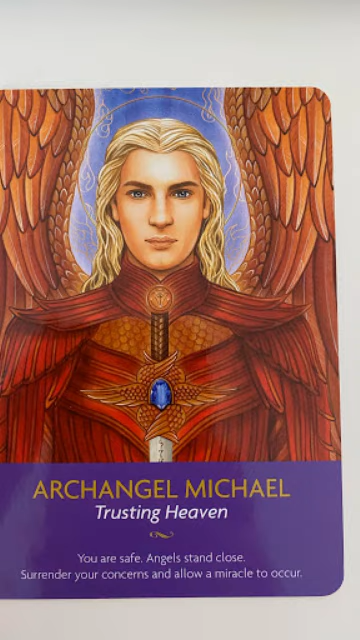 ARCHANGEL MICHAEL
Trusting Heaven
You are safe. Angels stand close.
Surrender your concerns and allow a miracle to occur.